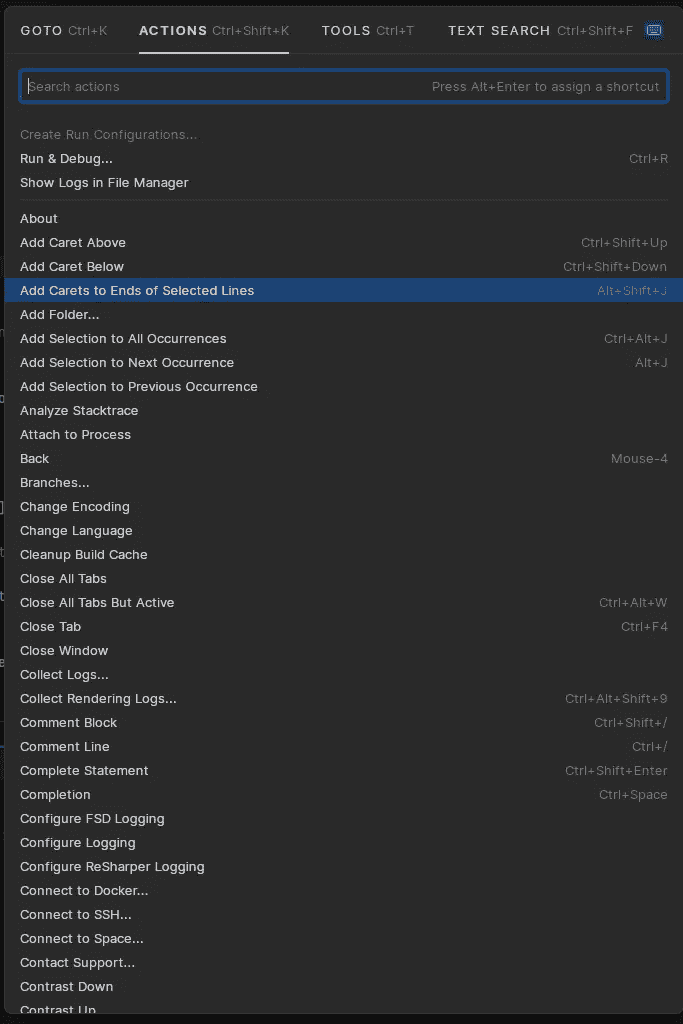 GOTO Ctrl+K ACTIONS Ctrl+Shift+K TOOLS Ctrl+T TEXT SEARCH Ctrl+Shift+F
Search actions Press Alt+Enter to assign a shortcut
Create Run Configurations...
Run & Debug... Ctrl+R
Show Logs in File Manager
About
Add Caret Above Ctrl+Shift+Up
Add Caret Below Ctrl+Shift+Down
Add Carets to Ends of Selected Lines Alt+Shift+J
Add Folder...
Add Selection to All Occurrences Ctrl+Alt+J
Add Selection to Next Occurrence Alt+J
Add Selection to Previous Occurrence
Analyze Stacktrace
Attach to Process
Back Mouse-4
Branches...
Change Encoding
Change Language
Cleanup Build Cache
Close All Tabs
Close All Tabs But Active Ctrl+Alt+W
Close Tab Ctrl+F4
Close Window
Collect Logs...
Collect Rendering Logs... Ctrl+Alt+Shift+9
Comment Block Ctrl+Shift+/
Comment Line Ctrl+/
Complete Statement Ctrl+Shift+Enter
Completion Ctrl+Space
Configure FSD Logging
Configure Logging
Configure ReSharper Logging
Connect to Docker...
Connect to SSH...
Connect to Space...
Contact Support...
Contrast Down
Contrast Up